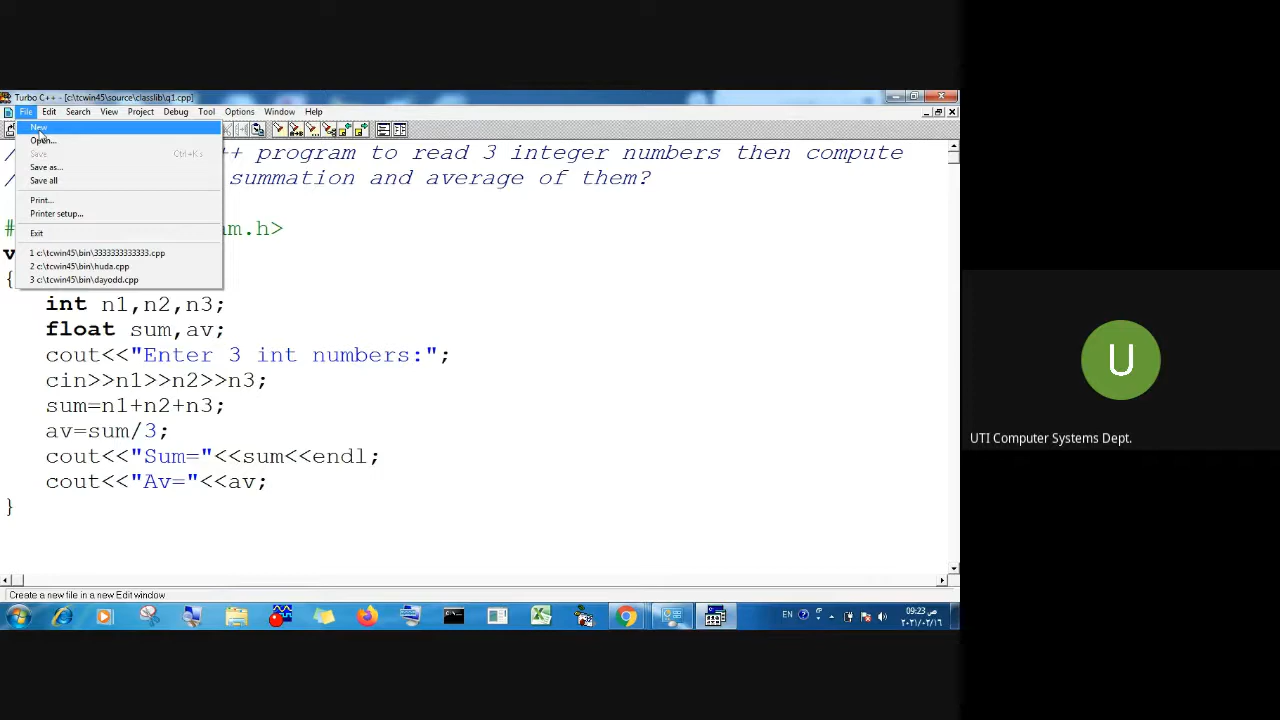 Turbo C++ - [c:\tcwin45\source\classlib\q1.cpp]
File Edit Search View Project Debug Tool Options Window Help
New
Open...
Save Ctrl+K s
Save as...
Save all
Print...
Printer setup...
Exit
1 c:\tcwin45\bin\3333333333333.cpp
2 c:\tcwin45\bin\huda.cpp
3 c:\tcwin45\bin\dayodd.cpp
/ ++ program to read 3 integer numbers then compute
/ summation and average of them?
# am.h>
v
{
int n1,n2,n3;
float sum,av;
cout<<"Enter 3 int numbers:";
cin>>n1>>n2>>n3;
sum=n1+n2+n3;
av=sum/3;
cout<<"Sum="<<sum<<endl;
cout<<"Av="<<av;
}
Create a new file in a new Edit window
EN
09:23 ص
٢٠٢١/٠٢/١٦
U
UTI Computer Systems Dept.